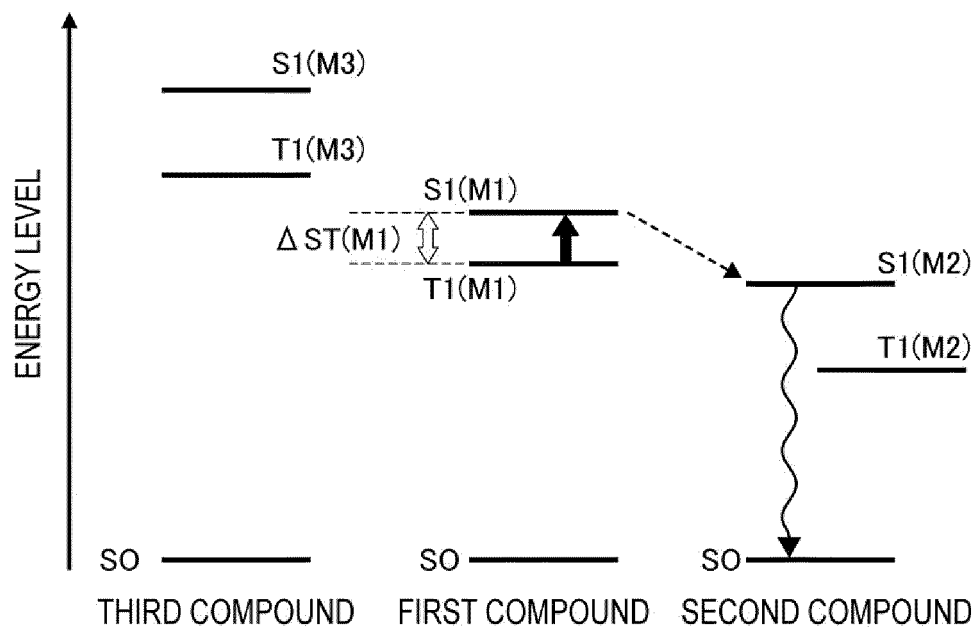 ENERGY LEVEL
S1(M3)
T1(M3)
S1(M1)
ΔST(M1)
T1(M1)
S1(M2)
T1(M2)
SO
SO
SO
THIRD COMPOUND
FIRST COMPOUND
SECOND COMPOUND